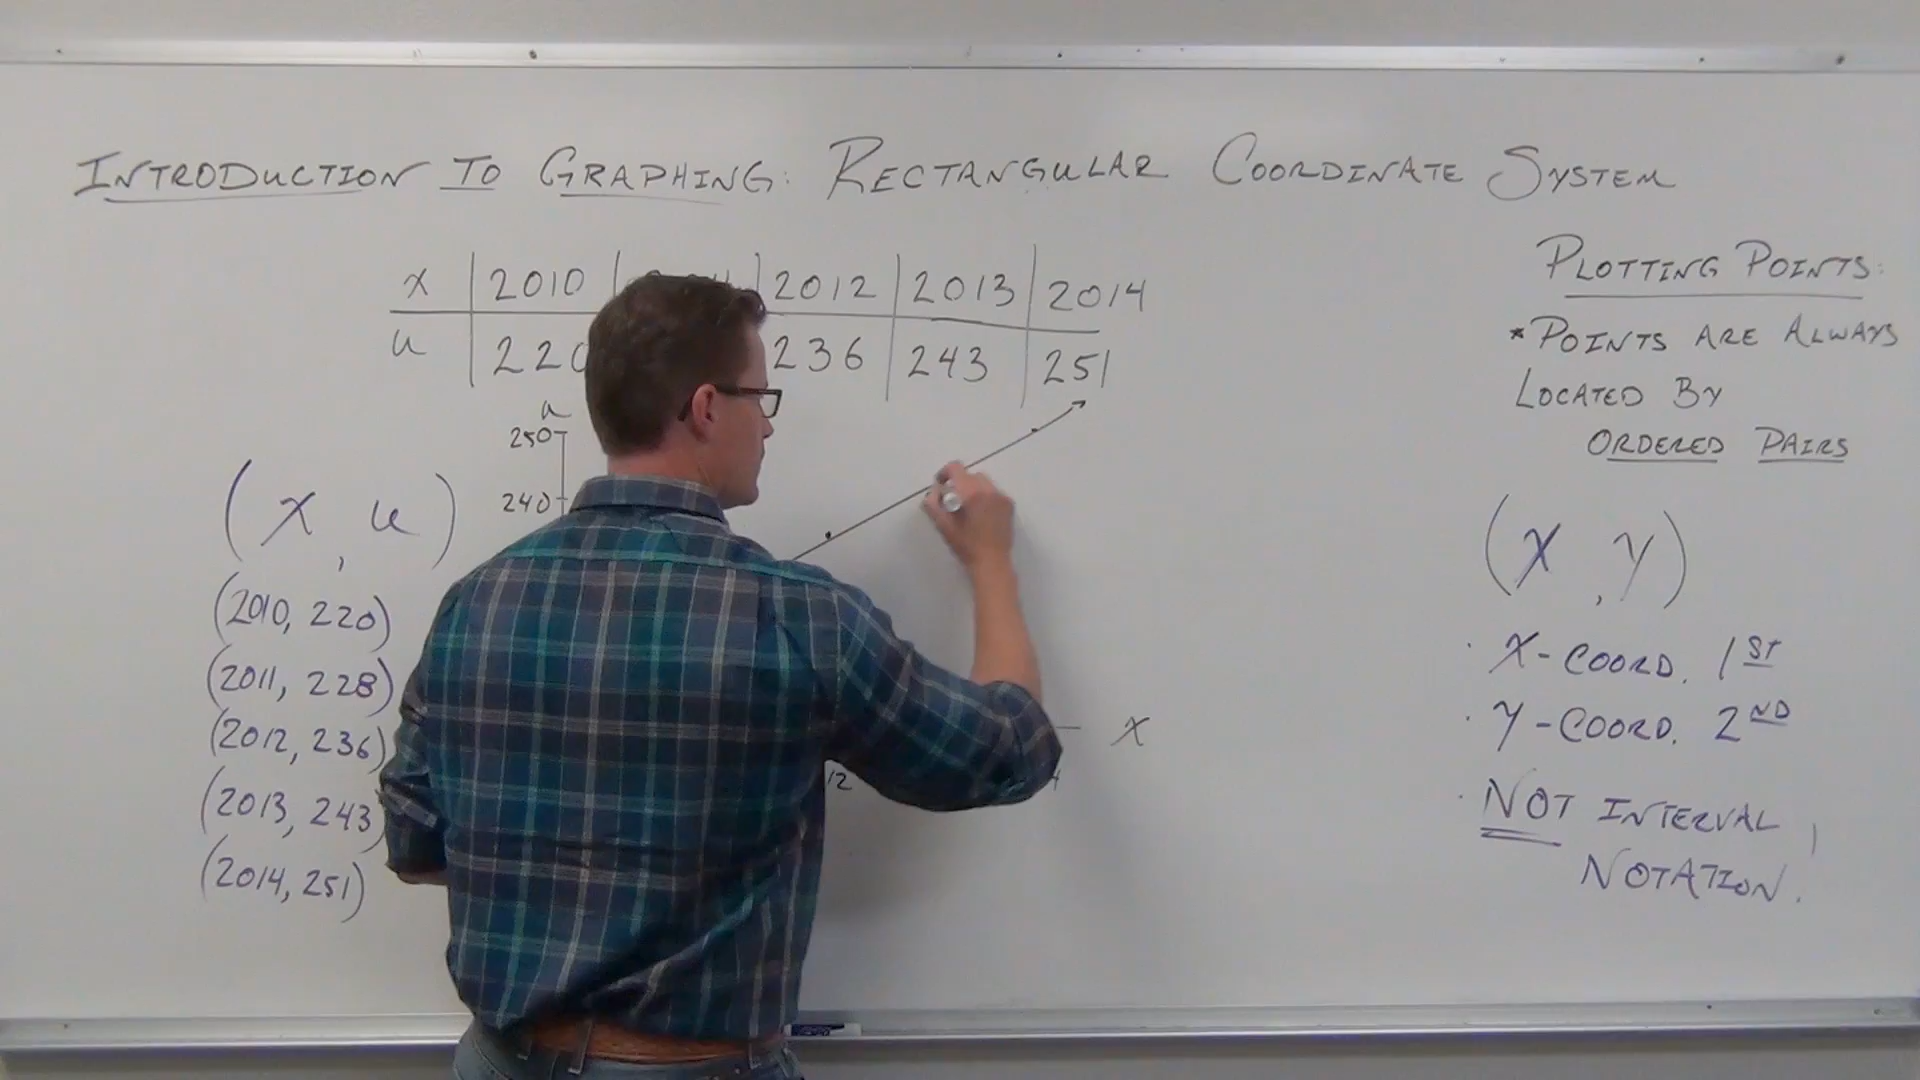 INTRODUCTION TO GRAPHING: RECTANGULAR COORDINATE SYSTEM
x 2010 2012 2013 2014
u 220 236 243 251
u
250
240
x
12
(x, u)
(2010, 220)
(2011, 228)
(2012, 236)
(2013, 243)
(2014, 251)
PLOTTING POINTS:
*POINTS ARE ALWAYS
LOCATED BY
ORDERED PAIRS
(X, Y)
· X-COORD. 1ST
· Y-COORD. 2ND
· NOT INTERVAL
NOTATION.